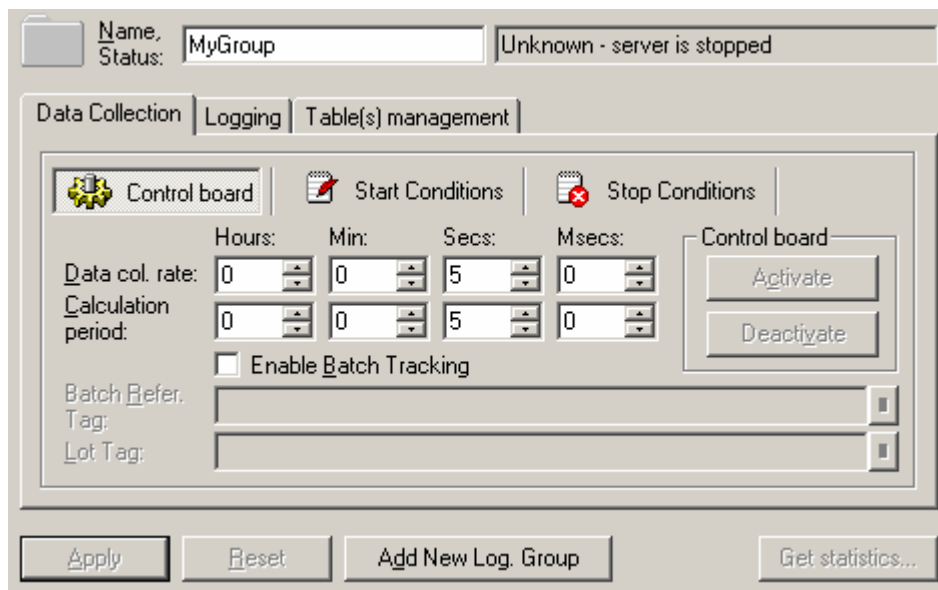 Name,
Status:
MyGroup
Unknown - server is stopped
Data Collection
Logging
Table(s) management
Control board
Start Conditions
Stop Conditions
Hours:
Min:
Secs:
Msecs:
Control board
Data col. rate:
0
0
5
0
Activate
Calculation
period:
0
0
5
0
Deactivate
Enable Batch Tracking
Batch Refer.
Tag:
Lot Tag:
Apply
Reset
Add New Log. Group
Get statistics...